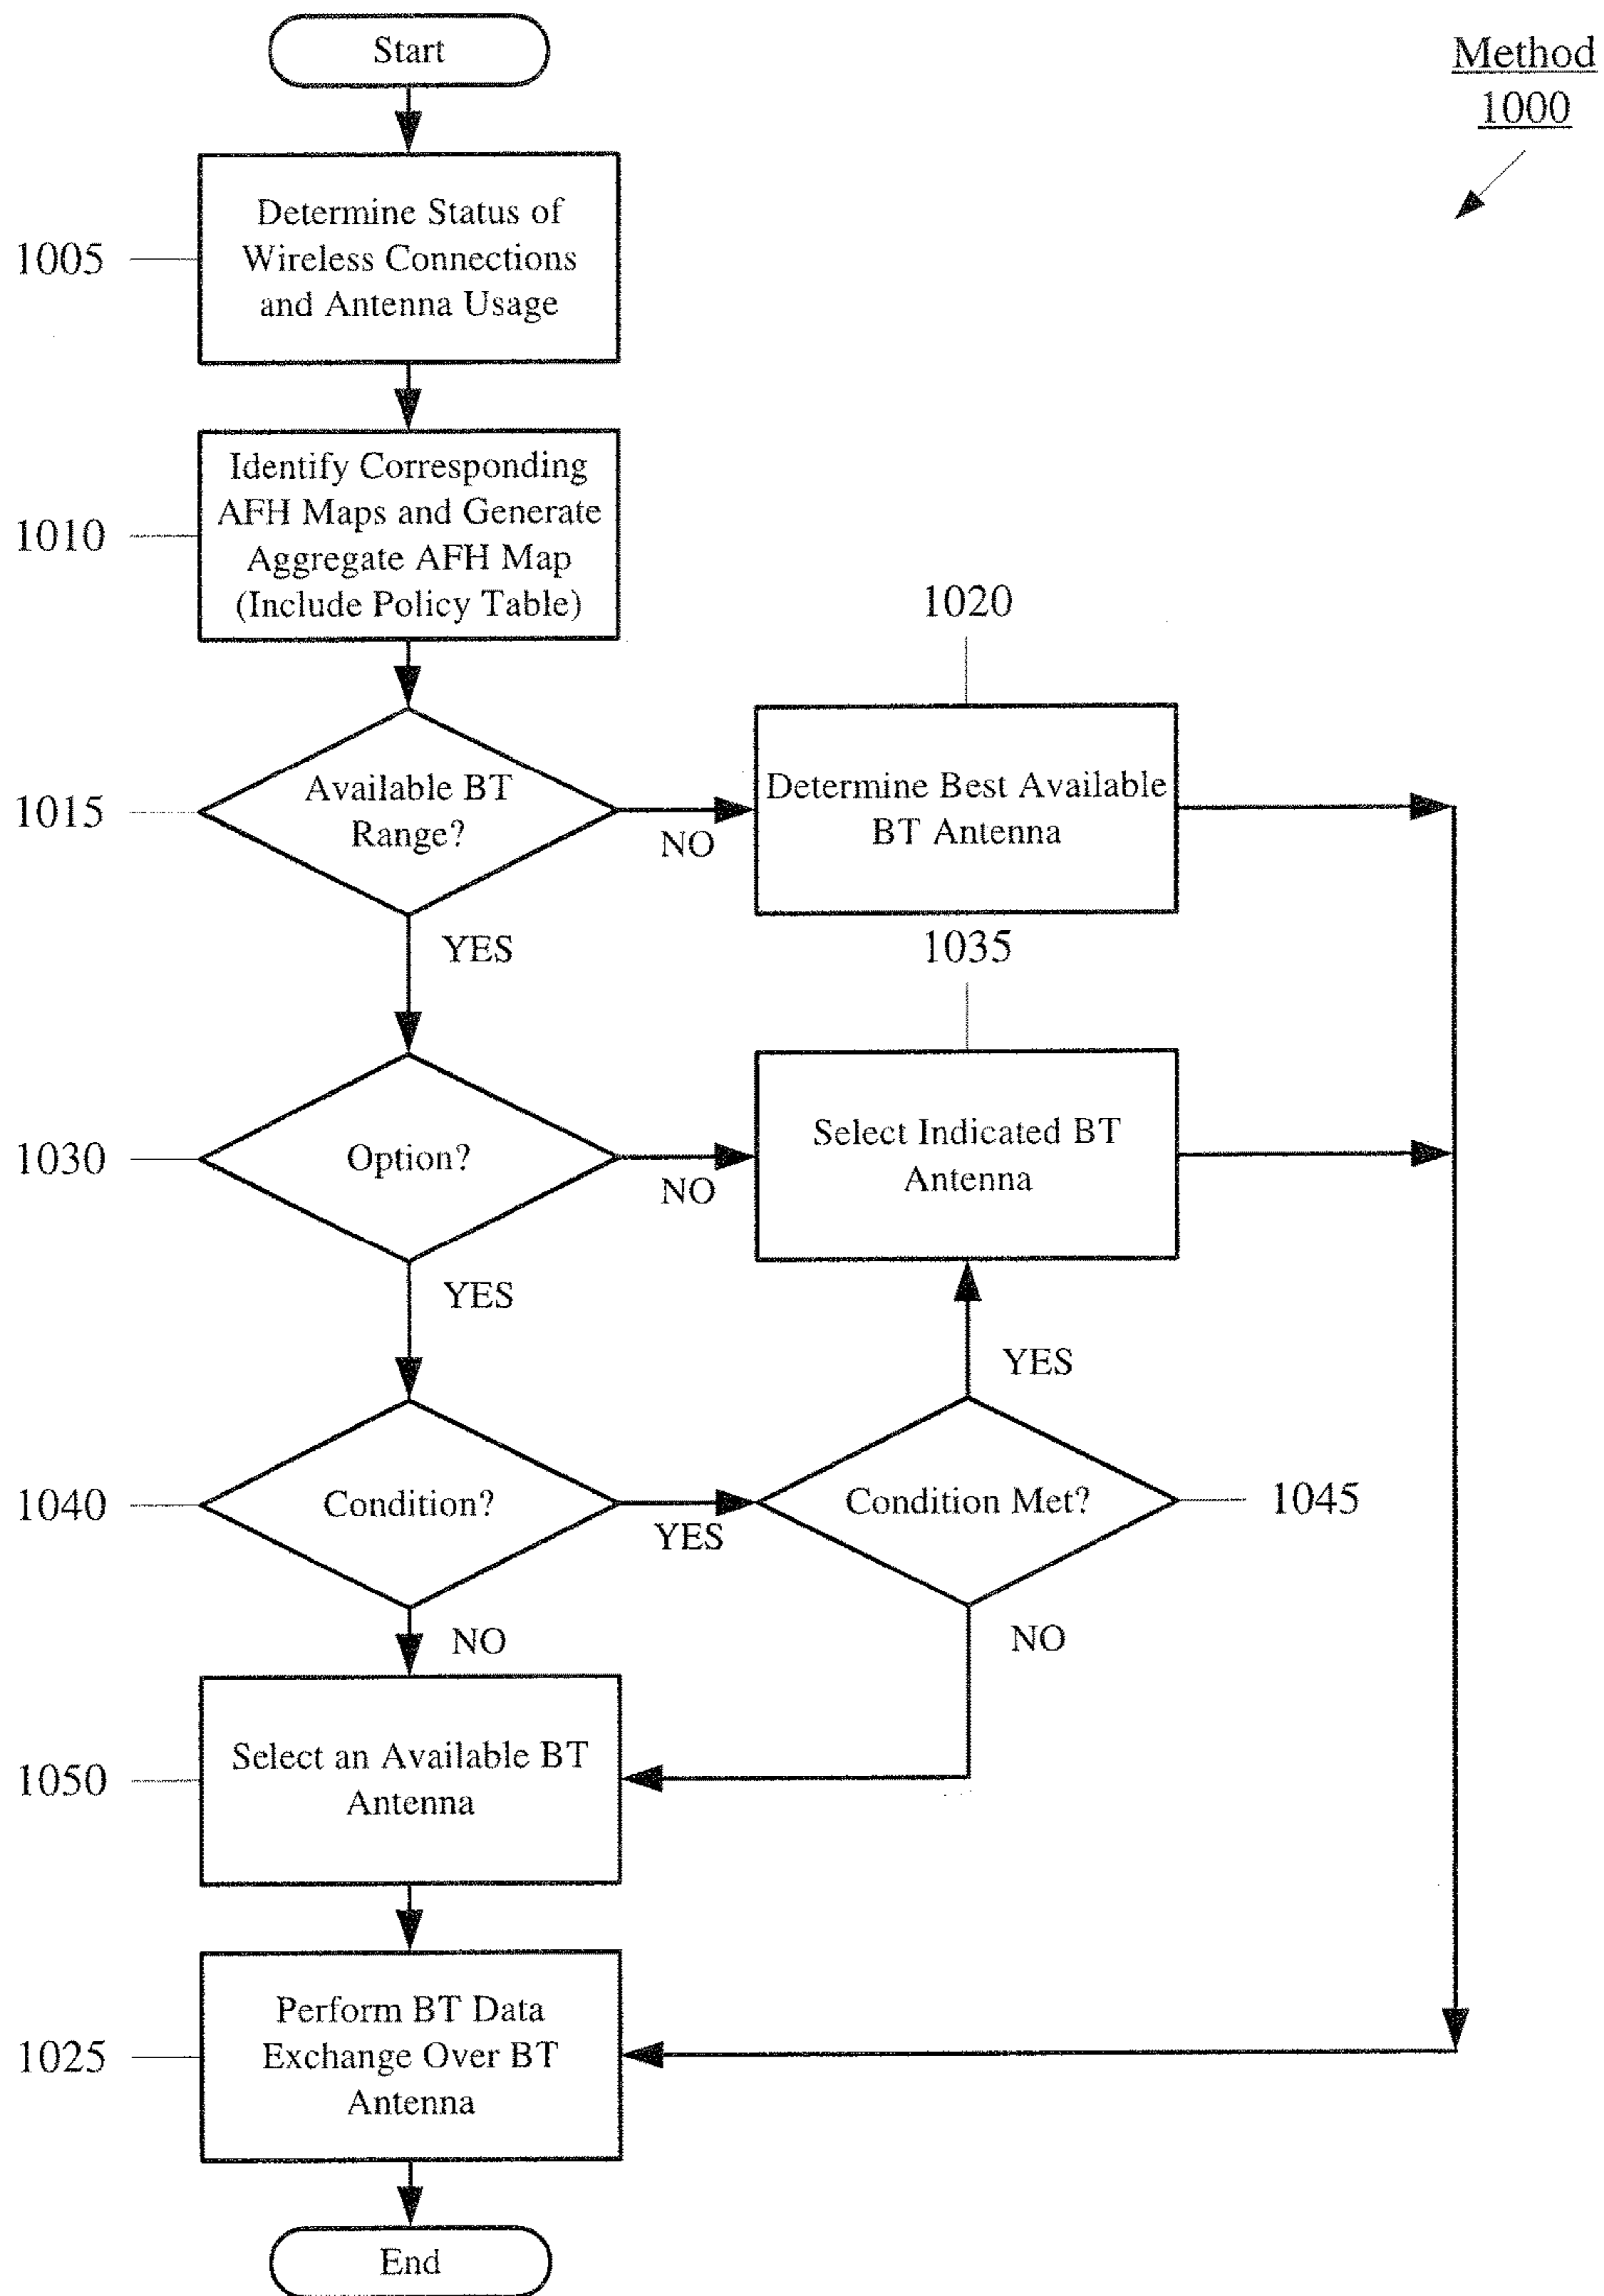 Start
Method
1000
1005
Determine Status of
Wireless Connections
and Antenna Usage
1010
Identify Corresponding
AFH Maps and Generate
Aggregate AFH Map
(Include Policy Table)
1015
Available BT
Range?
NO
YES
1020
Determine Best Available
BT Antenna
1030
Option?
NO
YES
1035
Select Indicated BT
Antenna
1040
Condition?
YES
NO
Condition Met?
1045
YES
NO
1050
Select an Available BT
Antenna
1025
Perform BT Data
Exchange Over BT
Antenna
End